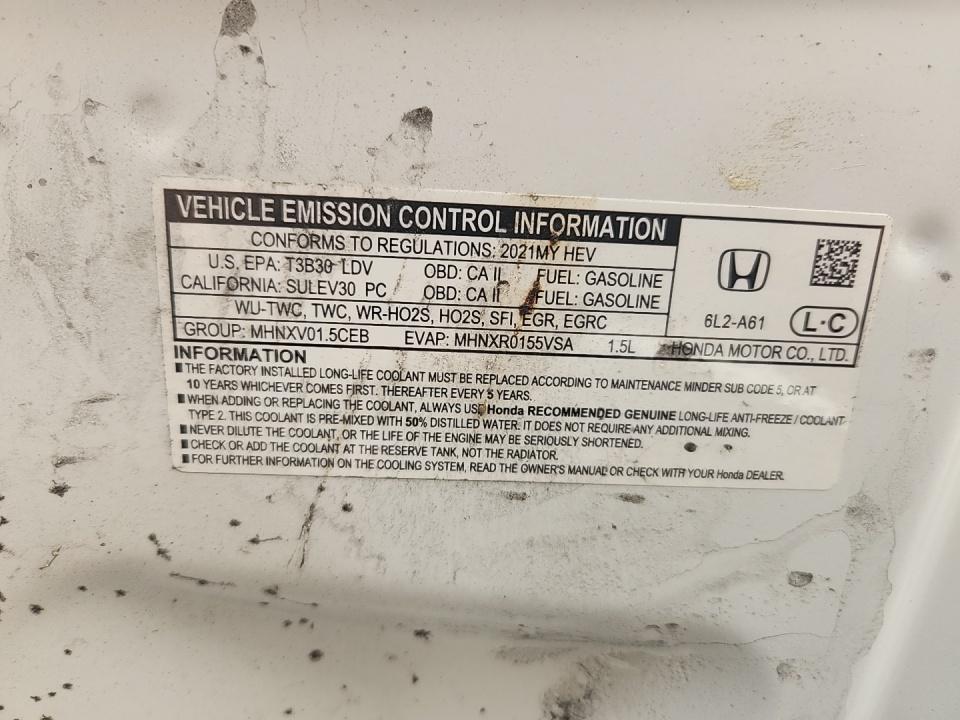 VEHICLE EMISSION CONTROL INFORMATION
CONFORMS TO REGULATIONS: 2021MY HEV
U.S. EPA: T3B30 LDV OBD: CA II FUEL: GASOLINE
CALIFORNIA: SULEV30 PC OBD: CA II FUEL: GASOLINE
WU-TWC, TWC, WR-HO2S, HO2S, SFI, EGR, EGRC
GROUP: MHNXV01.5CEB EVAP: MHNXR0155VSA 1.5L
6L2-A61 L·C
HONDA MOTOR CO., LTD.
INFORMATION
■ THE FACTORY INSTALLED LONG-LIFE COOLANT MUST BE REPLACED ACCORDING TO MAINTENANCE MINDER SUB CODE 5, OR AT
10 YEARS WHICHEVER COMES FIRST. THEREAFTER EVERY 5 YEARS.
■ WHEN ADDING OR REPLACING THE COOLANT, ALWAYS USE Honda RECOMMENDED GENUINE LONG-LIFE ANTI-FREEZE / COOLANT
TYPE 2. THIS COOLANT IS PRE-MIXED WITH 50% DISTILLED WATER. IT DOES NOT REQUIRE ANY ADDITIONAL MIXING.
■ NEVER DILUTE THE COOLANT, OR THE LIFE OF THE ENGINE MAY BE SERIOUSLY SHORTENED.
■ CHECK OR ADD THE COOLANT AT THE RESERVE TANK, NOT THE RADIATOR.
■ FOR FURTHER INFORMATION ON THE COOLING SYSTEM, READ THE OWNER'S MANUAL OR CHECK WITH YOUR Honda DEALER.